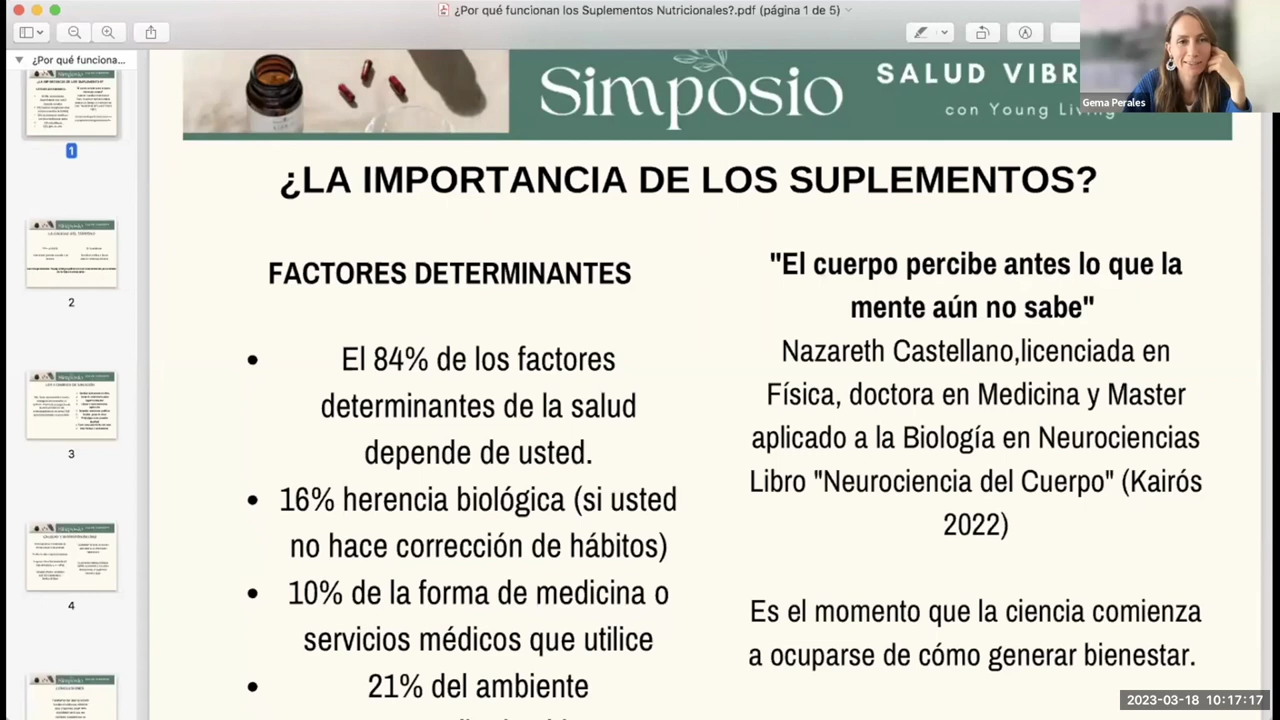 ¿Por qué funcionan los Suplementos Nutricionales?.pdf (página 1 de 5)
¿Por qué funciona...
Simposio
SALUD VIBR
con Young Living
Gema Perales
1
2
3
4
¿LA IMPORTANCIA DE LOS SUPLEMENTOS?
FACTORES DETERMINANTES
• El 84% de los factores
determinantes de la salud
depende de usted.
• 16% herencia biológica (si usted
no hace corrección de hábitos)
• 10% de la forma de medicina o
servicios médicos que utilice
• 21% del ambiente
"El cuerpo percibe antes lo que la
mente aún no sabe"
Nazareth Castellano,licenciada en
Física, doctora en Medicina y Master
aplicado a la Biología en Neurociencias
Libro "Neurociencia del Cuerpo" (Kairós
2022)
Es el momento que la ciencia comienza
a ocuparse de cómo generar bienestar.
2023-03-18 10:17:17